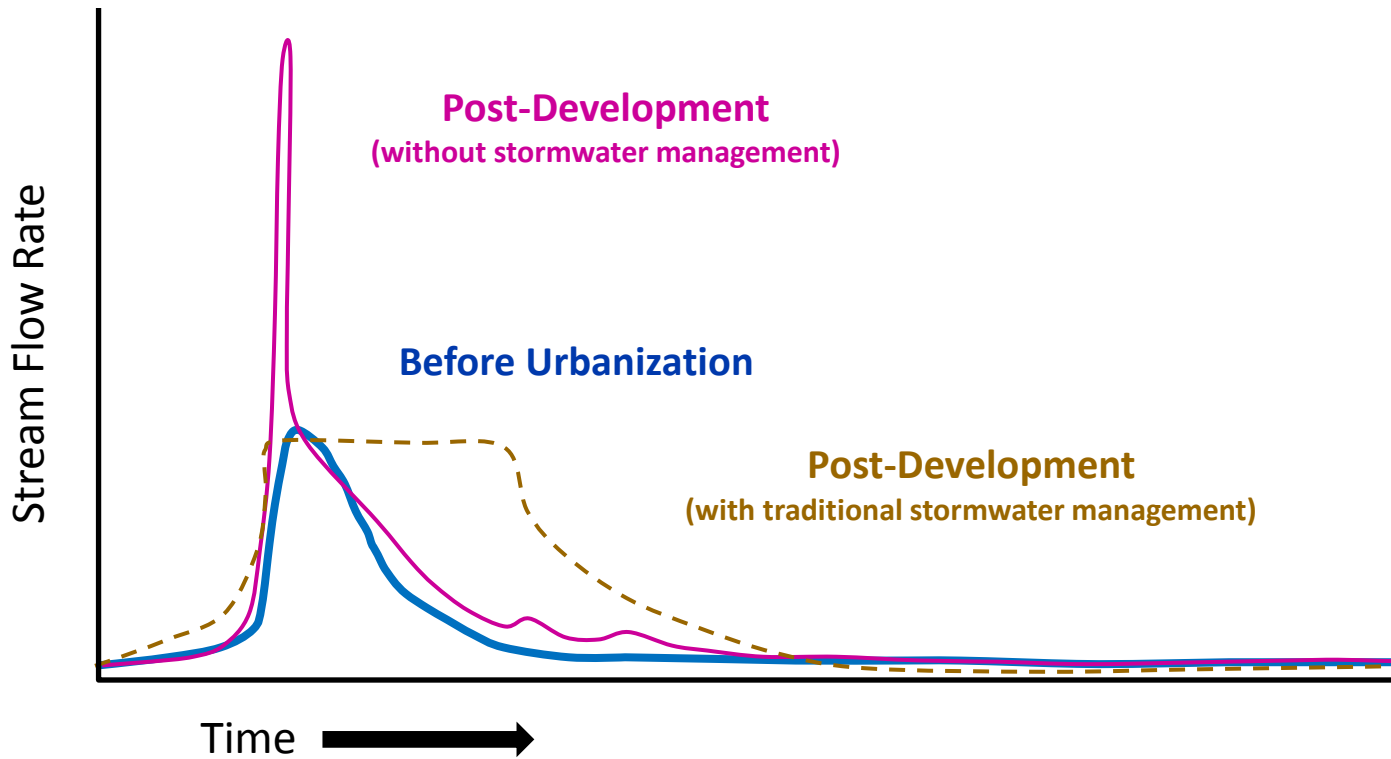 Post-Development
(without stormwater management)
Stream Flow Rate
Before Urbanization
Post-Development
(with traditional stormwater management)
Time